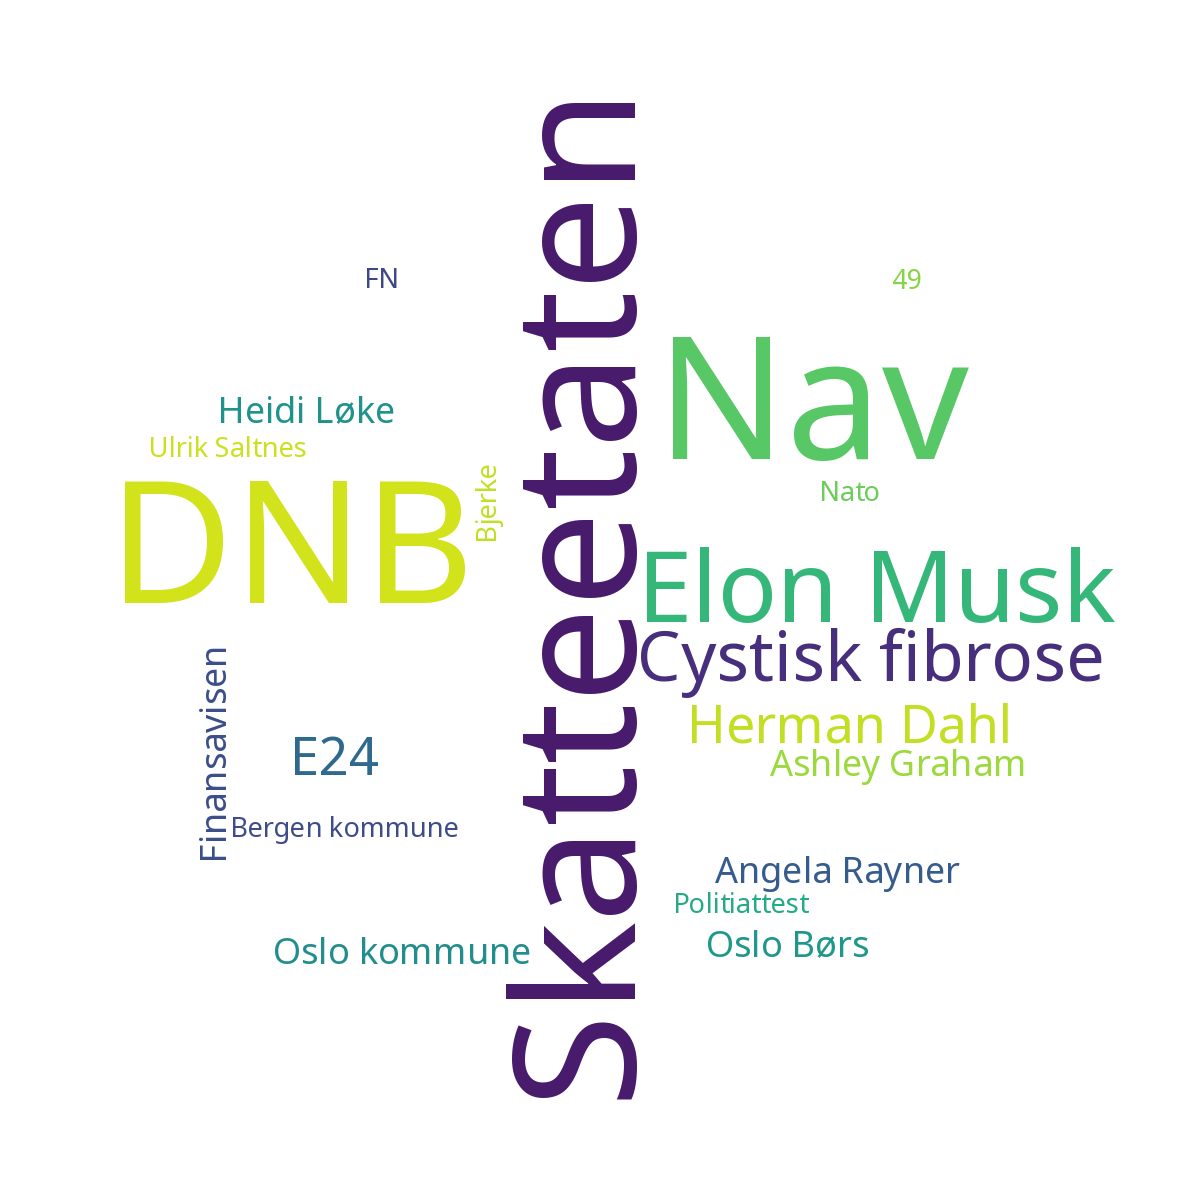 Skatteetaten
FN
49
Nav
Heidi Løke
Ulrik Saltnes
DNB
Bjerke
Nato
Elon Musk
Cystisk fibrose
Herman Dahl
Ashley Graham
Finansavisen
E24
Bergen kommune
Angela Rayner
Politiattest
Oslo kommune
Oslo Børs